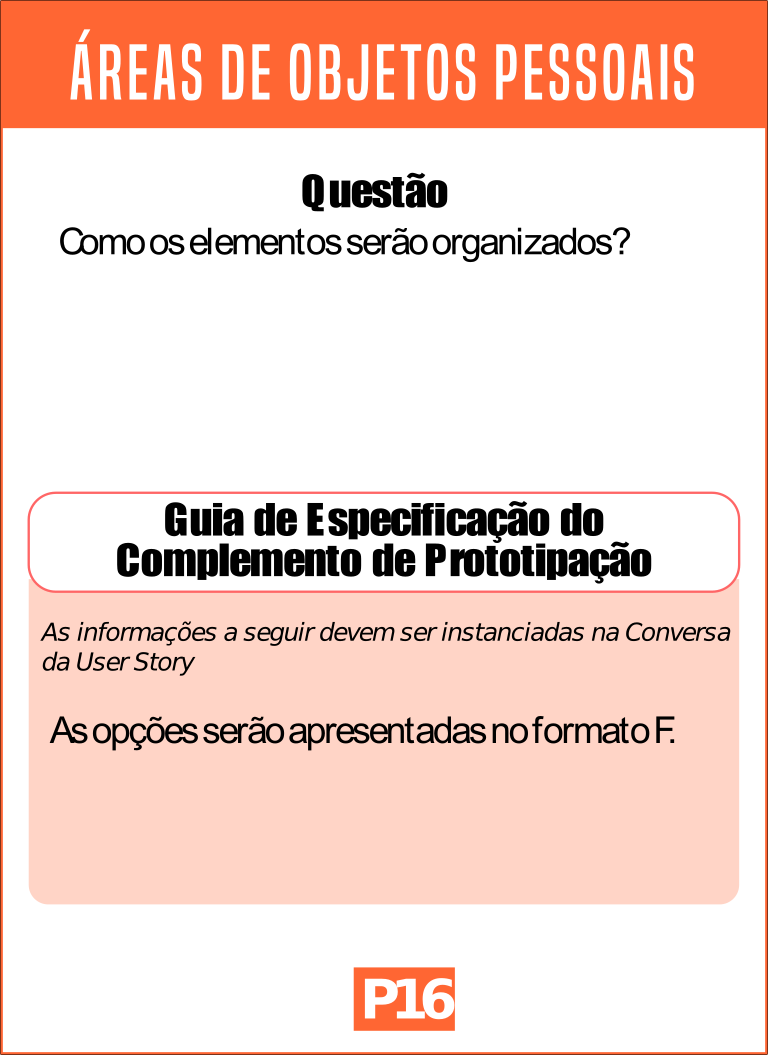 ÁREAS DE OBJETOS PESSOAIS
Questão
Como os elementos serão organizados?
Guia de Especificação do
Complemento de Prototipação
As informações a seguir devem ser instanciadas na Conversa
da User Story
As opções serão apresentadas no formato F.
P16